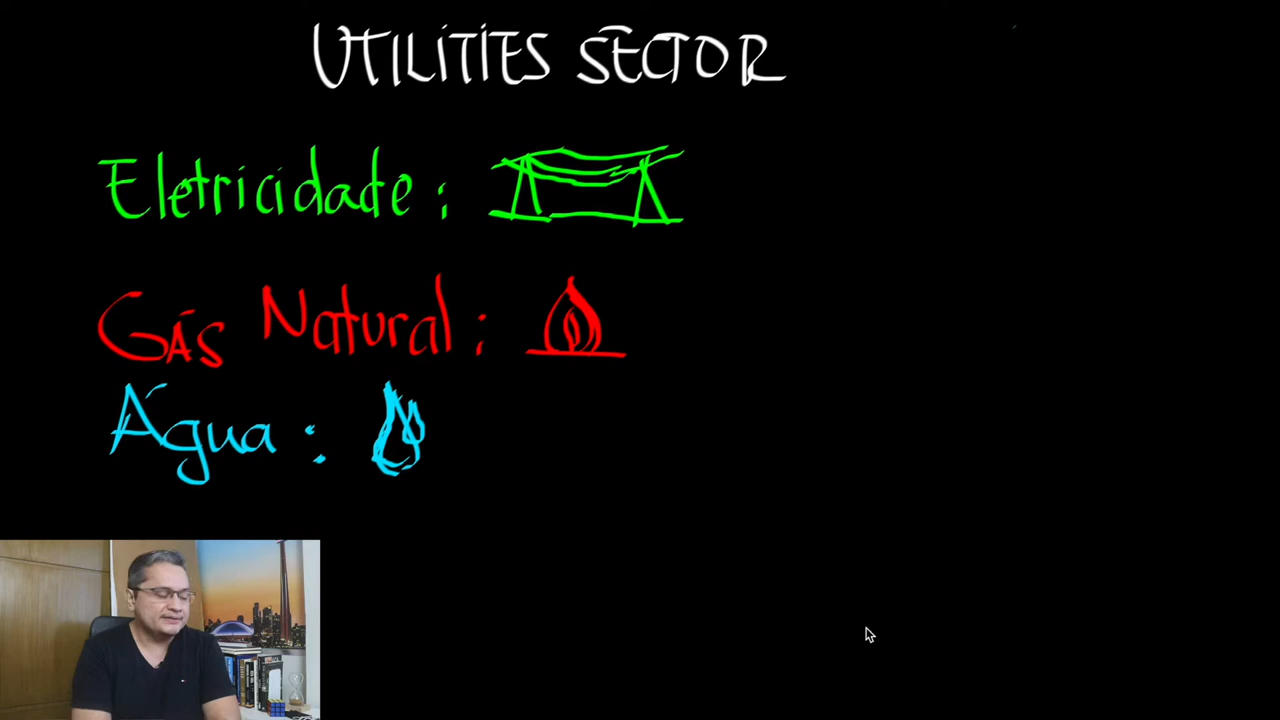 UTILITIES SECTOR
Eletricidade :
GÁS Natural :
Água :